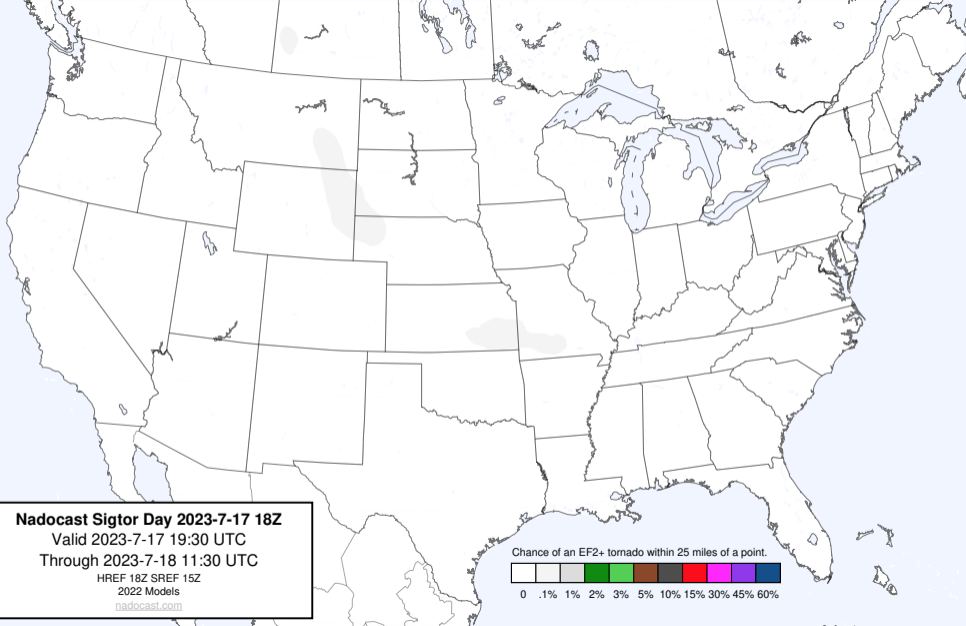 Nadocast Sigtor Day 2023-7-17 18Z
Valid 2023-7-17 19:30 UTC
Through 2023-7-18 11:30 UTC
HREF 18Z SREF 15Z
2022 Models
nadocast.com
Chance of an EF2+ tornado within 25 miles of a point.
0 .1% 1% 2% 3% 5% 10% 15% 30% 45% 60%